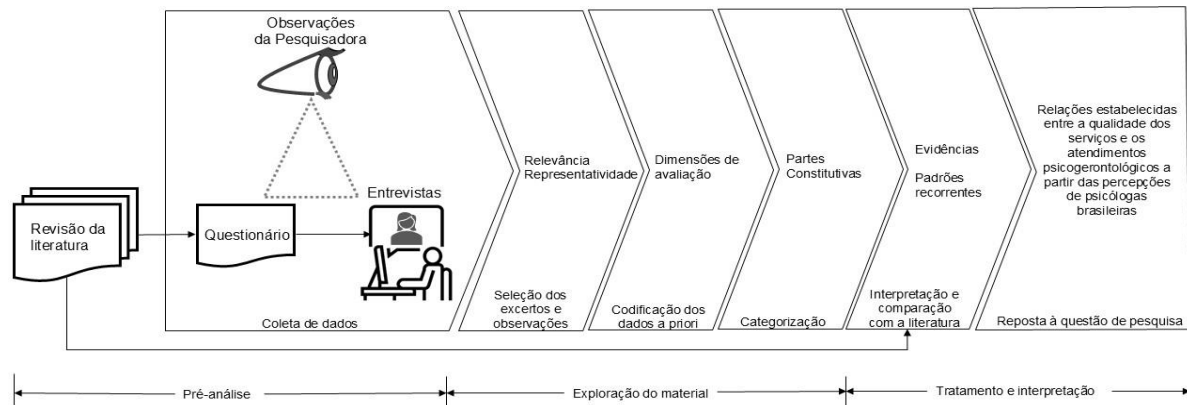 Observações
da Pesquisadora
Revisão da
literatura
Questionário
Entrevistas
Coleta de dados
Relevância
Representatividade
Seleção dos
excertos e
observações
Dimensões de
avaliação
Codificação dos
dados a priori
Partes
Constitutivas
Categorização
Evidências
Padrões
recorrentes
Interpretação e
comparação
com a literatura
Relações estabelecidas
entre a qualidade dos
serviços e os
atendimentos
psicogerontológicos a
partir das percepções
de psicólogas
brasileiras
Reposta à questão de pesquisa
Pré-análise
Exploração do material
Tratamento e interpretação